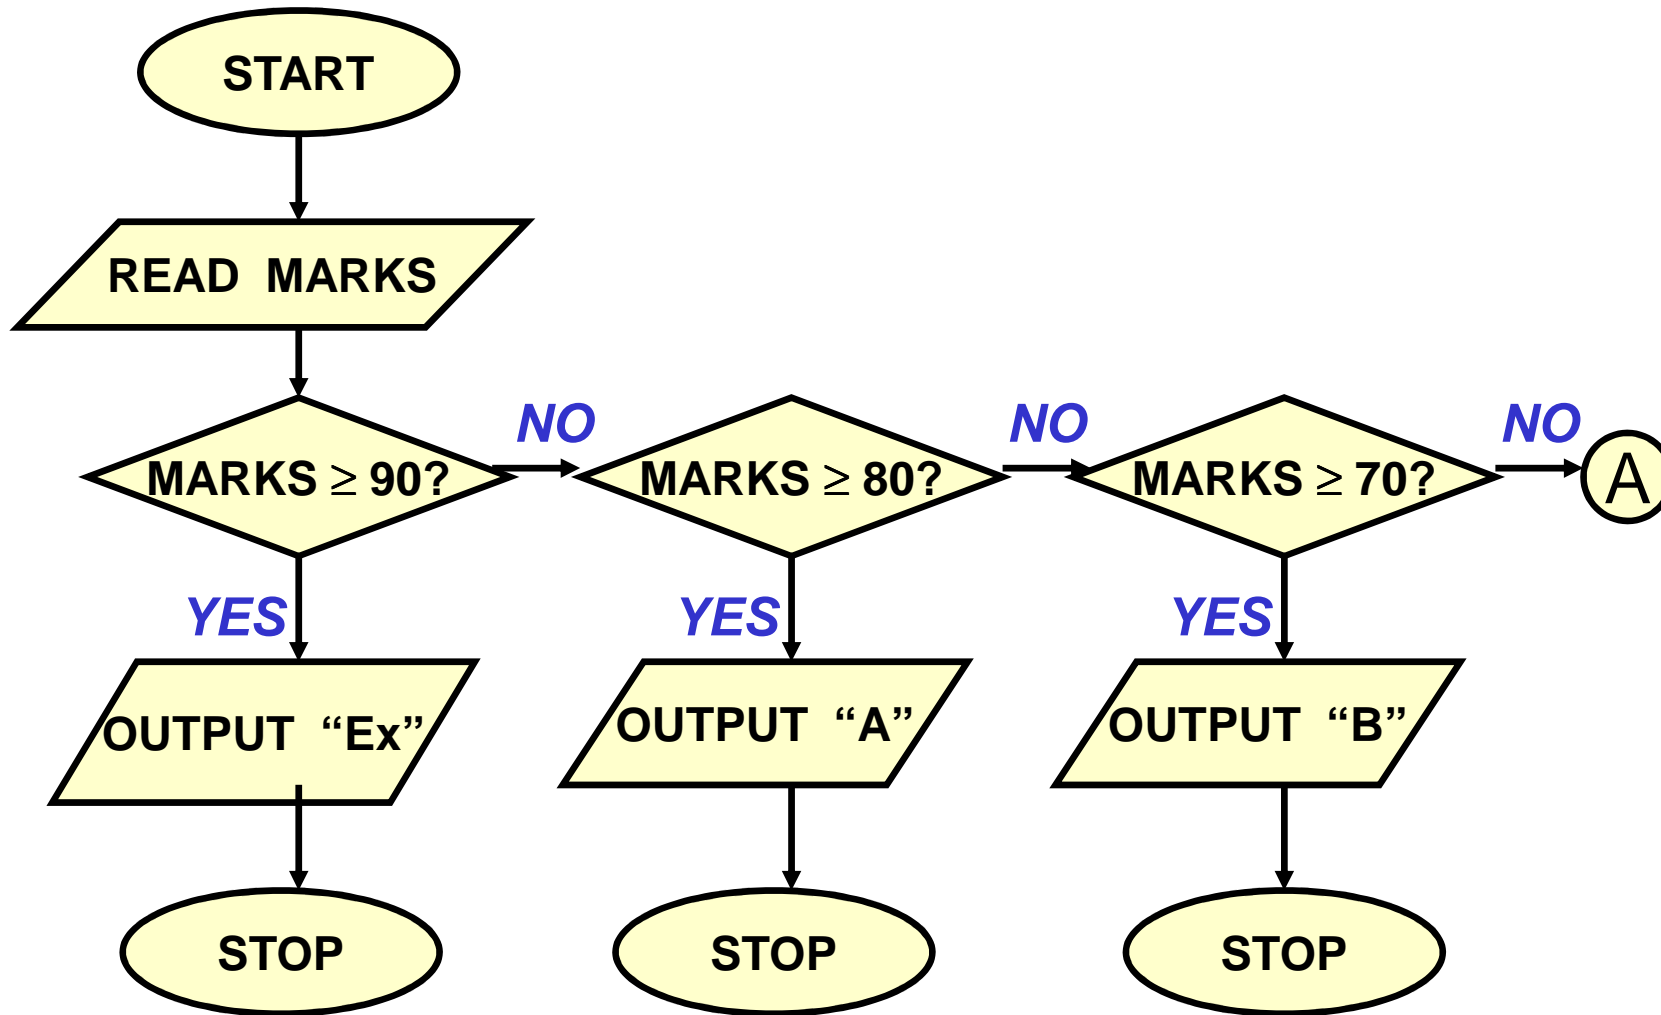 START
READ MARKS
MARKS ≥ 90?
NO
MARKS ≥ 80?
NO
MARKS ≥ 70?
NO
A
YES
YES
YES
OUTPUT “Ex”
OUTPUT “A”
OUTPUT “B”
STOP
STOP
STOP